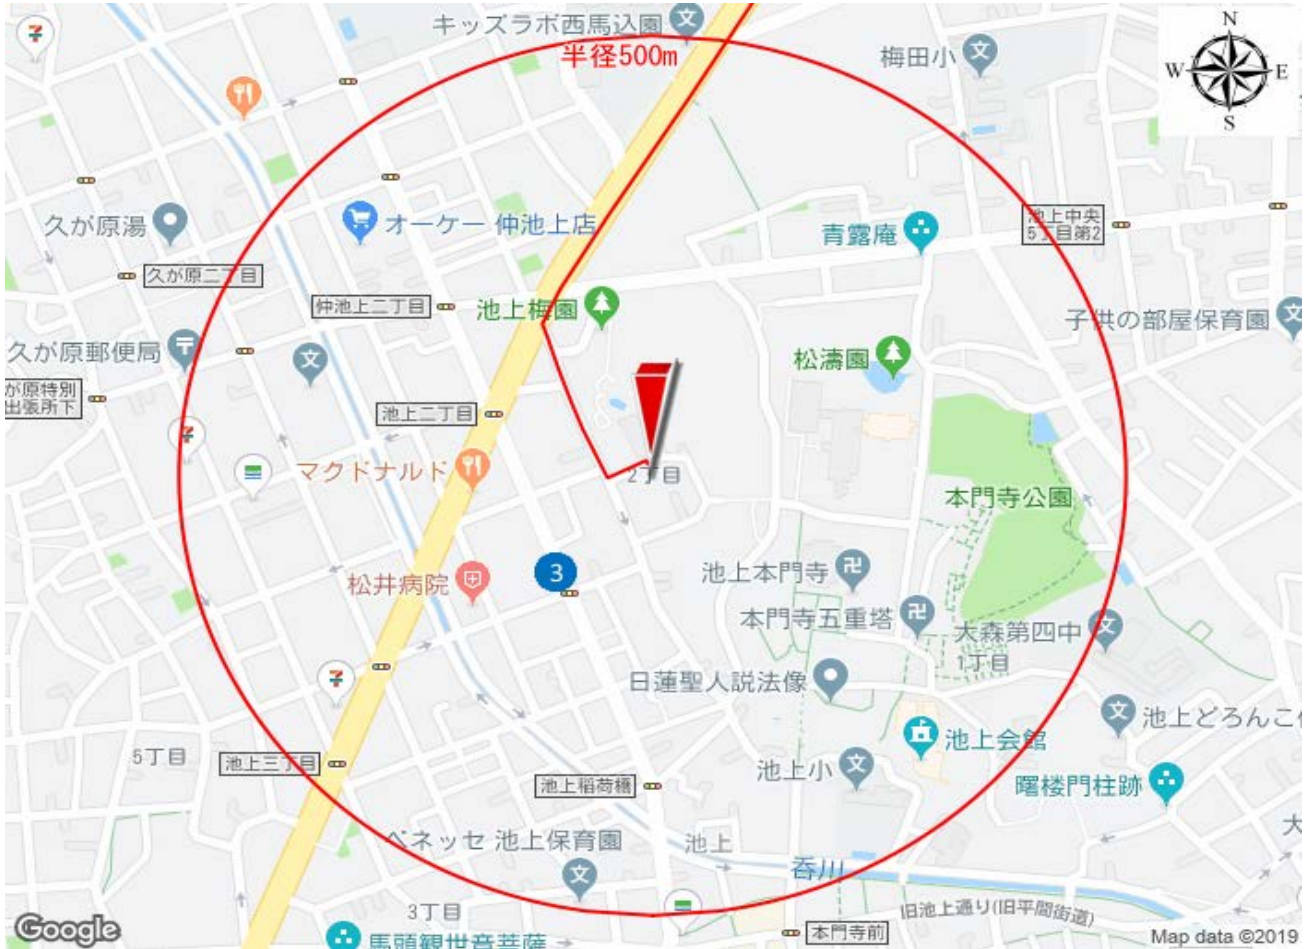 キッズラボ西馬込園
半径500m
梅田小
N
W
E
S
久が原湯
オーケー 仲池上店
青露庵
池上中央
5丁目第2
久が原二丁目
仲池上二丁目
池上梅園
子供の部屋保育園
久が原郵便局
松濤園
が原特別
出張所下
池上二丁目
マクドナルド
2丁目
本門寺公園
3
松井病院
池上本門寺
本門寺五重塔
大森第四中
1丁目
日蓮聖人説法像
池上どろんこ
5丁目
池上三丁目
池上会館
池上小
池上稲荷橋
曙楼門柱跡
ベネッセ 池上保育園
池上
大
呑川
3丁目
旧池上通り(旧平間街道)
本門寺前
馬頭観世音菩薩
Google
Map data ©2019